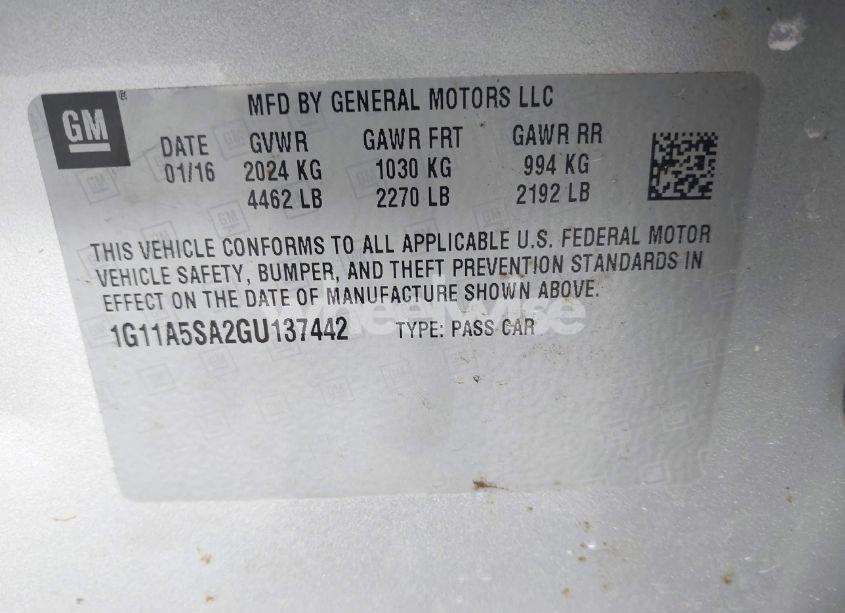 GM
MFD BY GENERAL MOTORS LLC
DATE GVWR GAWR FRT GAWR RR
01/16 2024 KG 1030 KG 994 KG
4462 LB 2270 LB 2192 LB
THIS VEHICLE CONFORMS TO ALL APPLICABLE U.S. FEDERAL MOTOR
VEHICLE SAFETY, BUMPER, AND THEFT PREVENTION STANDARDS IN
EFFECT ON THE DATE OF MANUFACTURE SHOWN ABOVE.
wheelwise
1G11A5SA2GU137442 TYPE: PASS CAR